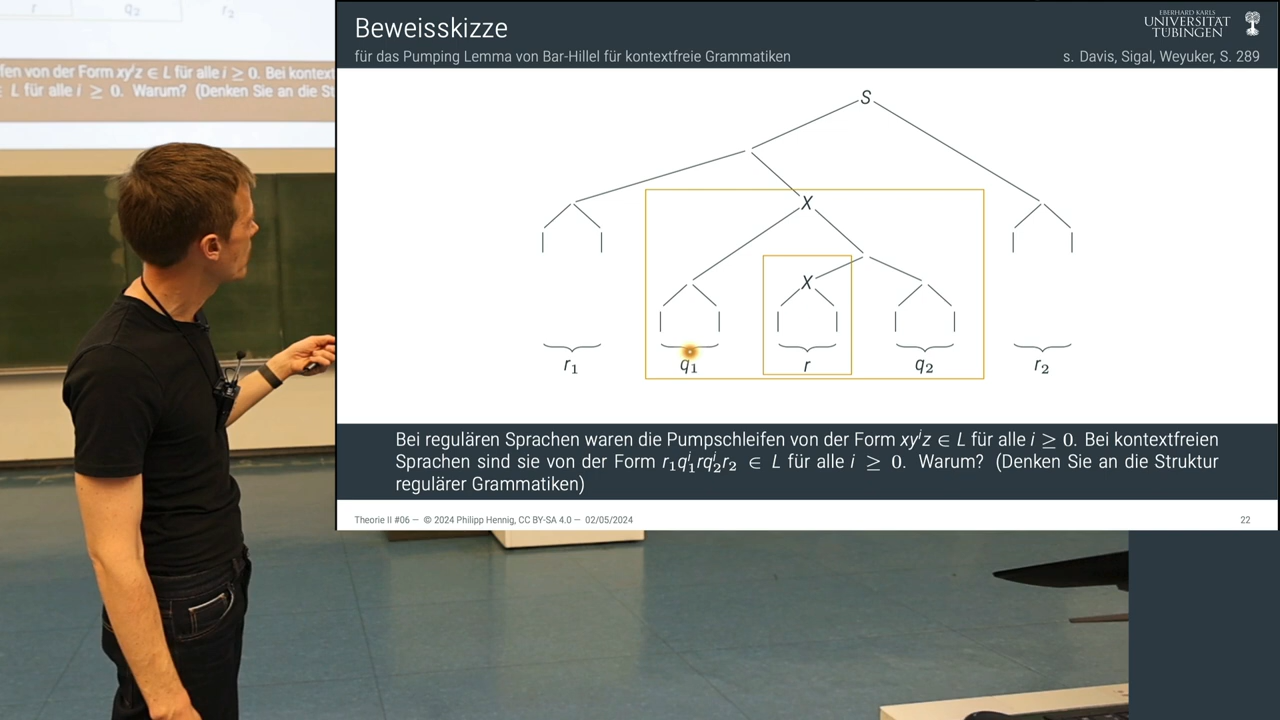 r q₂ r₂
fen von der Form xyⁱz ∈ L für alle i ≥ 0. Bei kontext
∈ L für alle i ≥ 0. Warum? (Denken Sie an die St
Beweisskizze
für das Pumping Lemma von Bar-Hillel für kontextfreie Grammatiken
s. Davis, Sigal, Weyuker, S. 289
EBERHARD KARLS
UNIVERSITÄT
TÜBINGEN
S
X
X
r₁ q₁ r q₂ r₂
Bei regulären Sprachen waren die Pumpschleifen von der Form xyⁱz ∈ L für alle i ≥ 0. Bei kontextfreien
Sprachen sind sie von der Form r₁q₁ⁱrq₂ⁱr₂ ∈ L für alle i ≥ 0. Warum? (Denken Sie an die Struktur
regulärer Grammatiken)
Theorie II #06 — © 2024 Philipp Hennig, CC BY-SA 4.0 — 02/05/2024
22